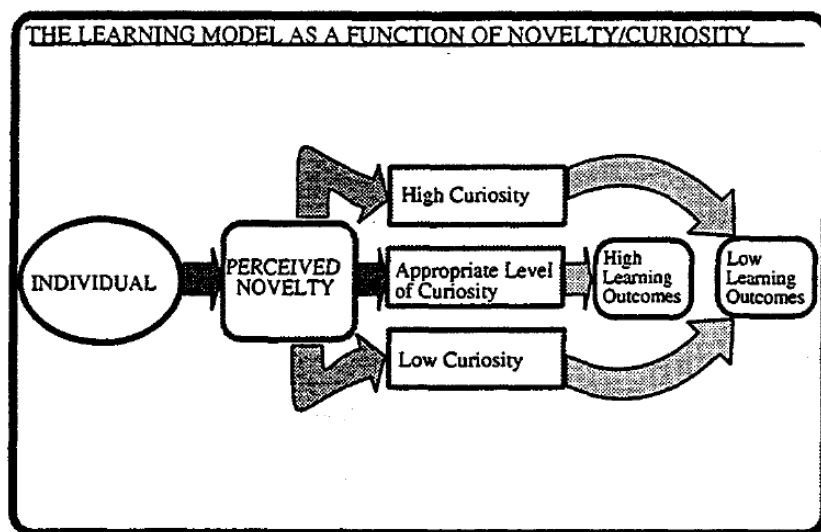 THE LEARNING MODEL AS A FUNCTION OF NOVELTY/CURIOSITY
INDIVIDUAL
PERCEIVED
NOVELTY
High Curiosity
Appropriate Level
of Curiosity
Low Curiosity
High
Learning
Outcomes
Low
Learning
Outcomes